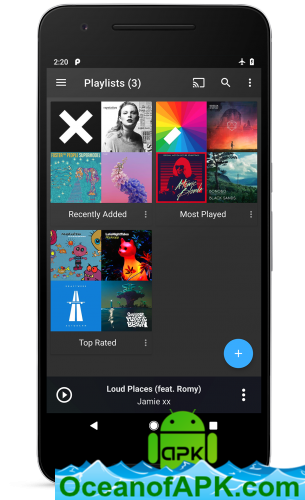 2:20
Playlists (3)
Recently Added
Most Played
Top Rated
+
Loud Places (feat. Romy)
Jamie xx
apk
OceanofAPK.com